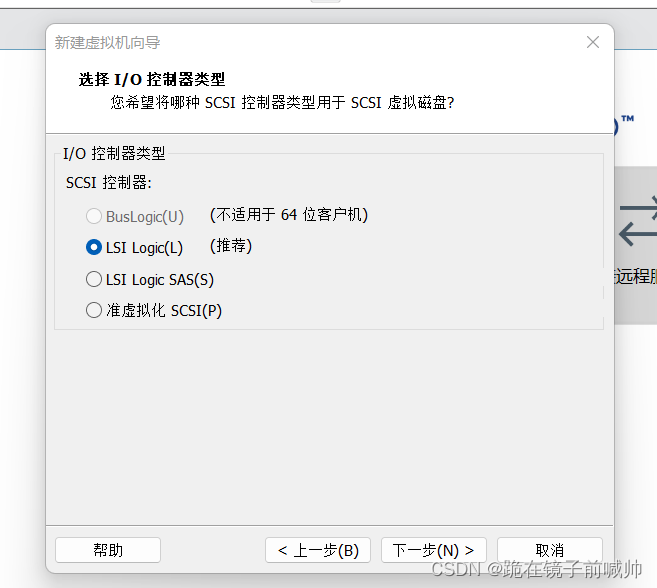 新建虚拟机向导
选择 I/O 控制器类型
您希望将哪种 SCSI 控制器类型用于 SCSI 虚拟磁盘?
)™
I/O 控制器类型
SCSI 控制器:
BusLogic(U) (不适用于 64 位客户机)
LSI Logic(L) (推荐)
远程
LSI Logic SAS(S)
准虚拟化 SCSI(P)
帮助 < 上一步(B) 下一步(N) > 取消
CSDN @跪在镜子前喊帅